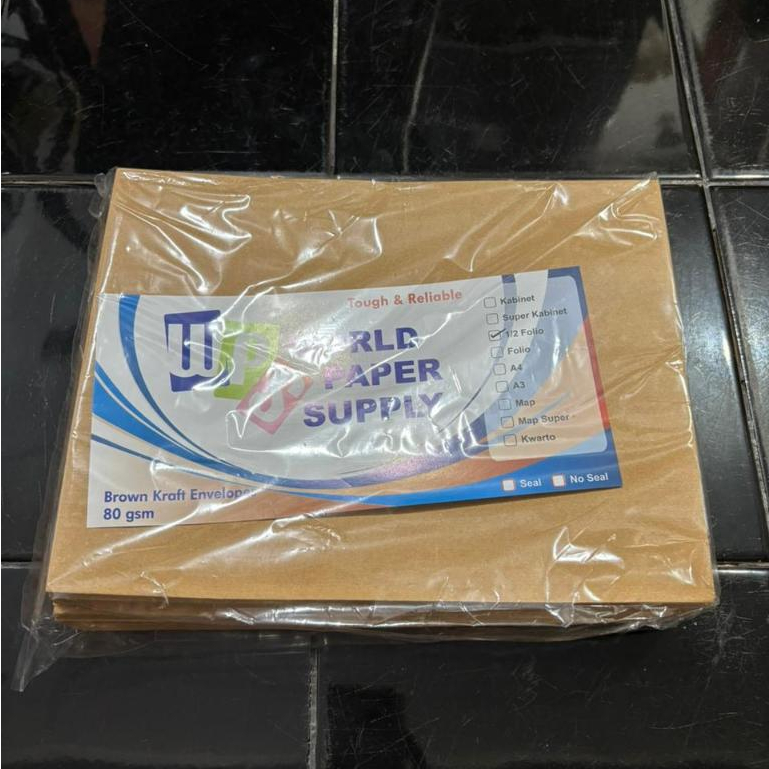 Tough & Reliable
WPS
RLD
PAPER
SUPPLY
Brown Kraft Envelope
80 gsm
Kabinet
Super Kabinet
1/2 Folio
Folio
A4
A3
Map
Map Super
Kwarto
Seal
No Seal